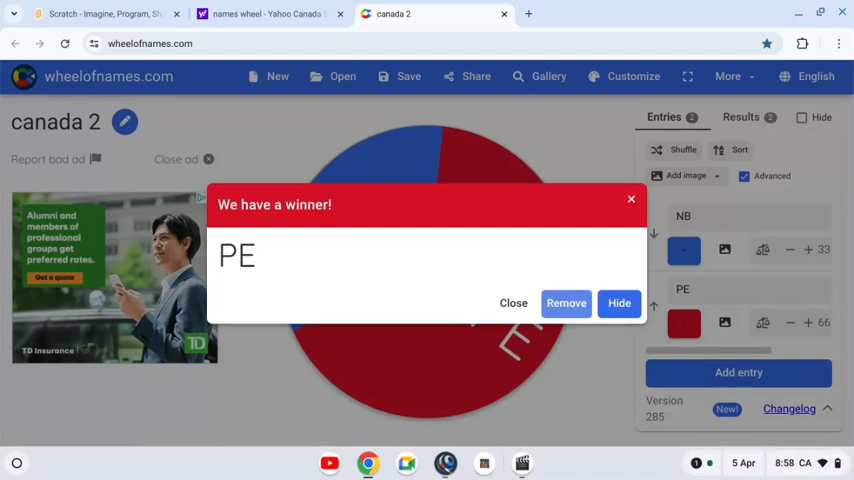 Scratch - Imagine, Program, Sh
names wheel - Yahoo Canada S
canada 2
wheelofnames.com
wheelofnames.com
New
Open
Save
Share
Gallery
Customize
More
English
canada 2
Entries 2
Results 2
Hide
Report bad ad
Close ad
Shuffle
Sort
Add image
Advanced
Alumni and
members of
professional
groups get
preferred rates.
Get a quote
TD Insurance
TD
We have a winner!
PE
Close
Remove
Hide
NB
33
PE
66
Add entry
Version
285
New!
Changelog
1
5 Apr
8:58 CA